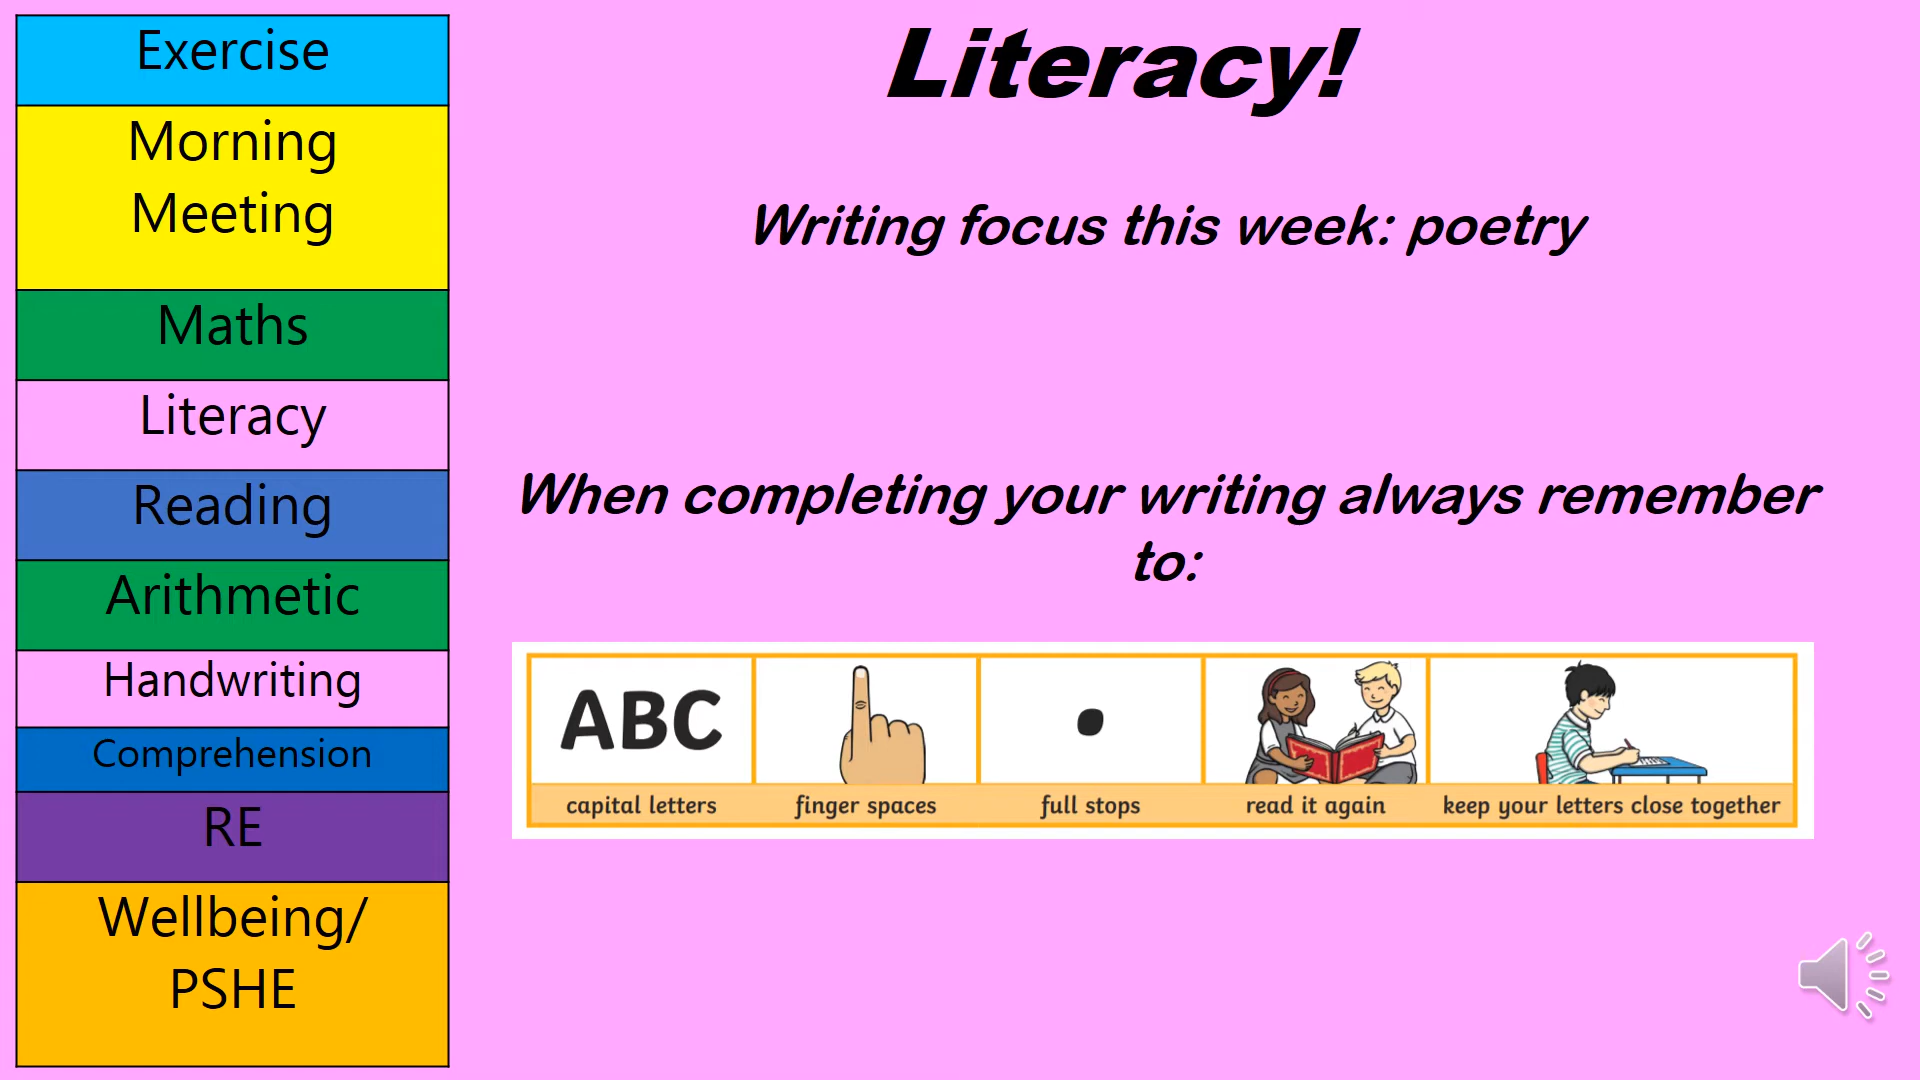 Exercise
Morning
Meeting
Maths
Literacy
Reading
Arithmetic
Handwriting
Comprehension
RE
Wellbeing/
PSHE
Literacy!
Writing focus this week: poetry
When completing your writing always remember
to:
ABC
.
capital letters
finger spaces
full stops
read it again
keep your letters close together